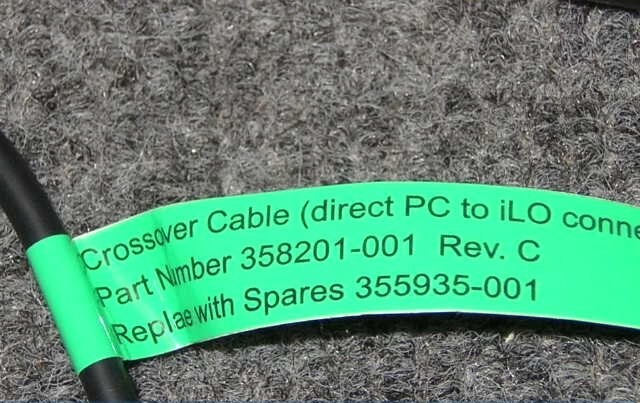 Crossover Cable (direct PC to iLO conne
Part Number 358201-001 Rev. C
Replae with Spares 355935-001